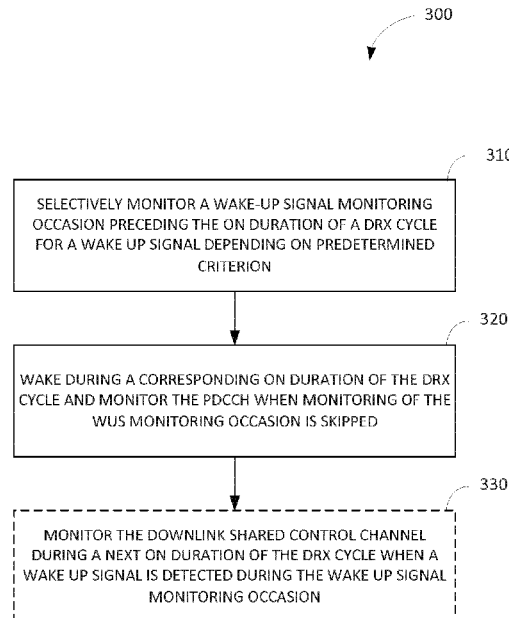 300
310
SELECTIVELY MONITOR A WAKE-UP SIGNAL MONITORING
OCCASION PRECEDING THE ON DURATION OF A DRX CYCLE
FOR A WAKE UP SIGNAL DEPENDING ON PREDETERMINED
CRITERION
320
WAKE DURING A CORRESPONDING ON DURATION OF THE DRX
CYCLE AND MONITOR THE PDCCH WHEN MONITORING OF THE
WUS MONITORING OCCASION IS SKIPPED
330
MONITOR THE DOWNLINK SHARED CONTROL CHANNEL
DURING A NEXT ON DURATION OF THE DRX CYCLE WHEN A
WAKE UP SIGNAL IS DETECTED DURING THE WAKE UP SIGNAL
MONITORING OCCASION